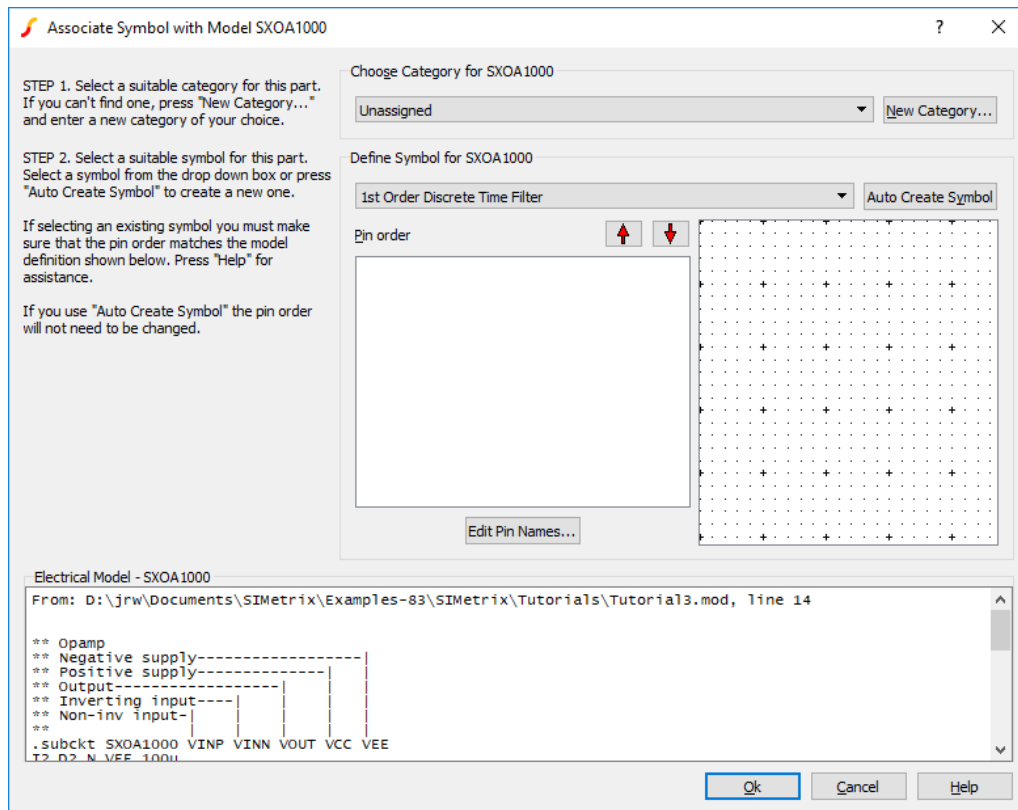 Associate Symbol with Model SXOA1000
?
STEP 1. Select a suitable category for this part.
If you can't find one, press "New Category..."
and enter a new category of your choice.
STEP 2. Select a suitable symbol for this part.
Select a symbol from the drop down box or press
"Auto Create Symbol" to create a new one.
If selecting an existing symbol you must make
sure that the pin order matches the model
definition shown below. Press "Help" for
assistance.
If you use "Auto Create Symbol" the pin order
will not need to be changed.
Choose Category for SXOA1000
Unassigned
New Category...
Define Symbol for SXOA1000
1st Order Discrete Time Filter
Auto Create Symbol
Pin order
Edit Pin Names...
Electrical Model - SXOA1000
From: D:\jrw\Documents\SIMetrix\Examples-83\SIMetrix\Tutorials\Tutorial3.mod, line 14
** Opamp
** Negative supply------------------|
** Positive supply--------------| |
** Output------------------| | |
** Inverting input----| | | |
** Non-inv input-| | | | |
** | | | | |
.subckt SXOA1000 VINP VINN VOUT VCC VEE
I2 D2_N VEE 100u
Ok
Cancel
Help